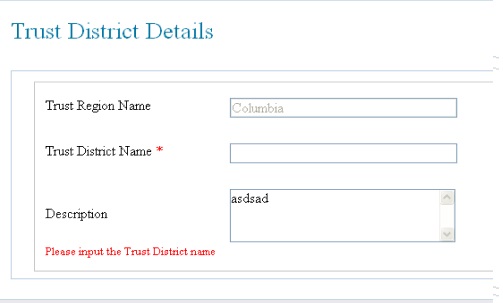 Trust District Details
Trust Region Name
Columbia
Trust District Name *
Description
asdsad
Please input the Trust District name